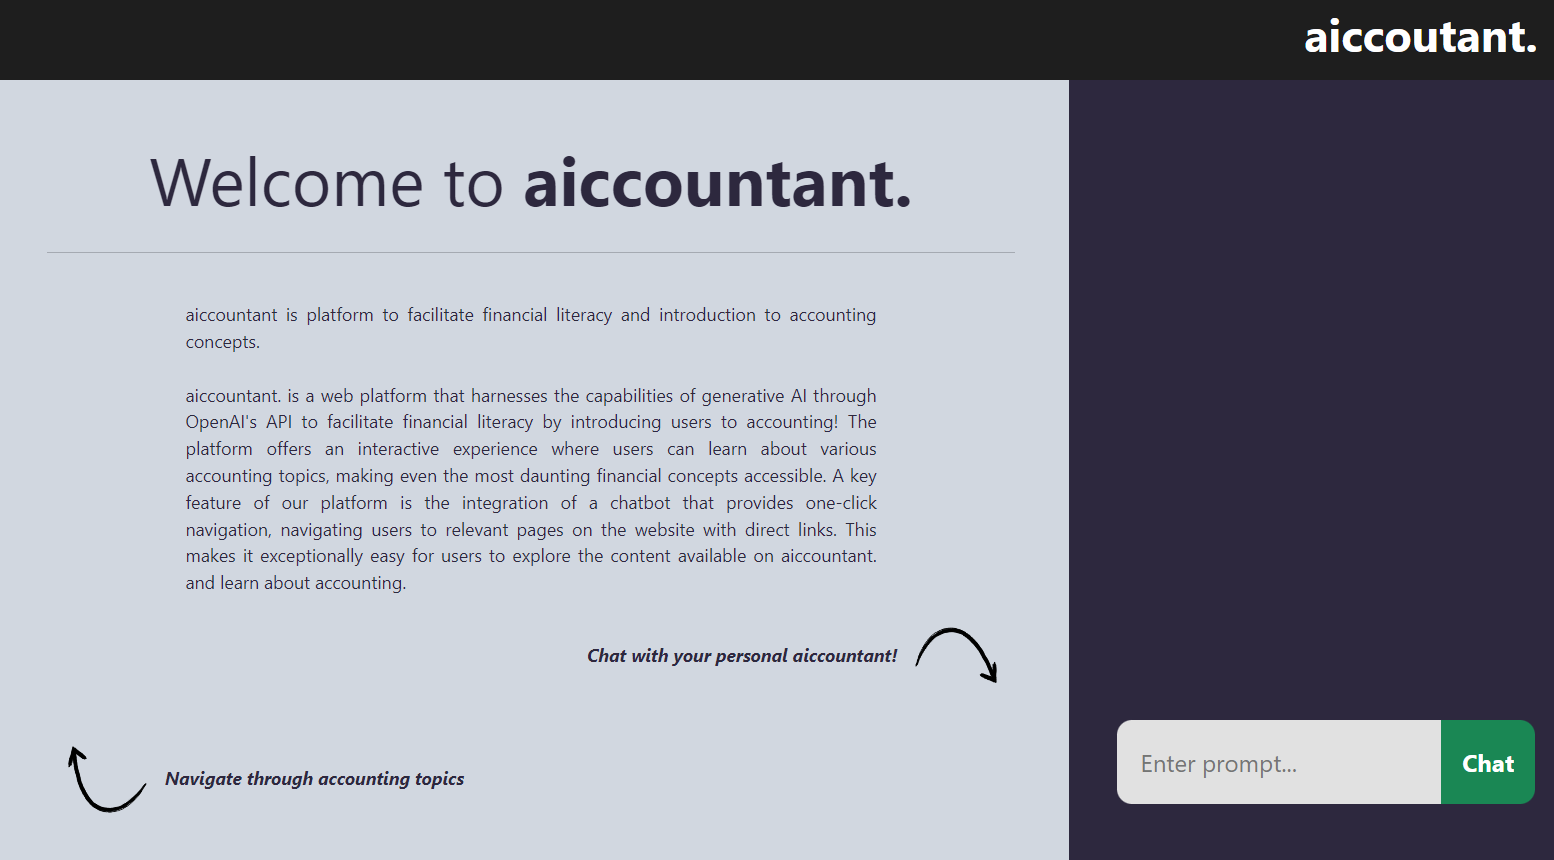 aiccoutant.
Welcome to aiccountant.
aiccountant is platform to facilitate financial literacy and introduction to accounting
concepts.
aiccountant. is a web platform that harnesses the capabilities of generative AI through
OpenAI's API to facilitate financial literacy by introducing users to accounting! The
platform offers an interactive experience where users can learn about various
accounting topics, making even the most daunting financial concepts accessible. A key
feature of our platform is the integration of a chatbot that provides one-click
navigation, navigating users to relevant pages on the website with direct links. This
makes it exceptionally easy for users to explore the content available on aiccountant.
and learn about accounting.
Chat with your personal aiccountant!
Navigate through accounting topics
Enter prompt...
Chat